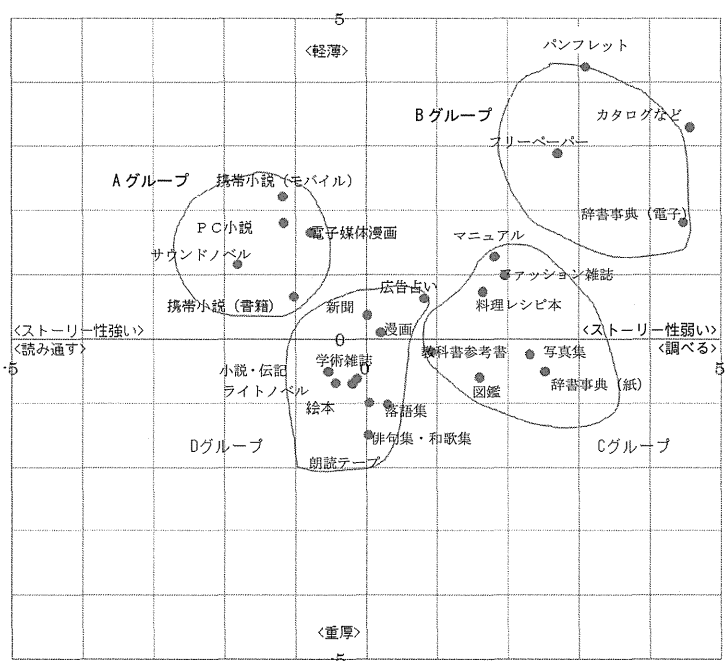 5
<軽薄>
パンフレット
Bグループ
カタログなど
フリーペーパー
Aグループ
携帯小説（モバイル）
PC小説
電子媒体漫画
辞書事典（電子）
サウンドノベル
マニュアル
ファッション雑誌
携帯小説（書籍）
新聞
広告占い
料理レシピ本
漫画
<ストーリー性強い>
0
<ストーリー性弱い>
<読み通す>
<調べる>
-5
0
5
小説・伝記
学術雑誌
教科書参考書
写真集
ライトノベル
図鑑
辞書事典（紙）
絵本
落語集
Dグループ
俳句集・和歌集
Cグループ
朗読テープ
<重厚>
-5